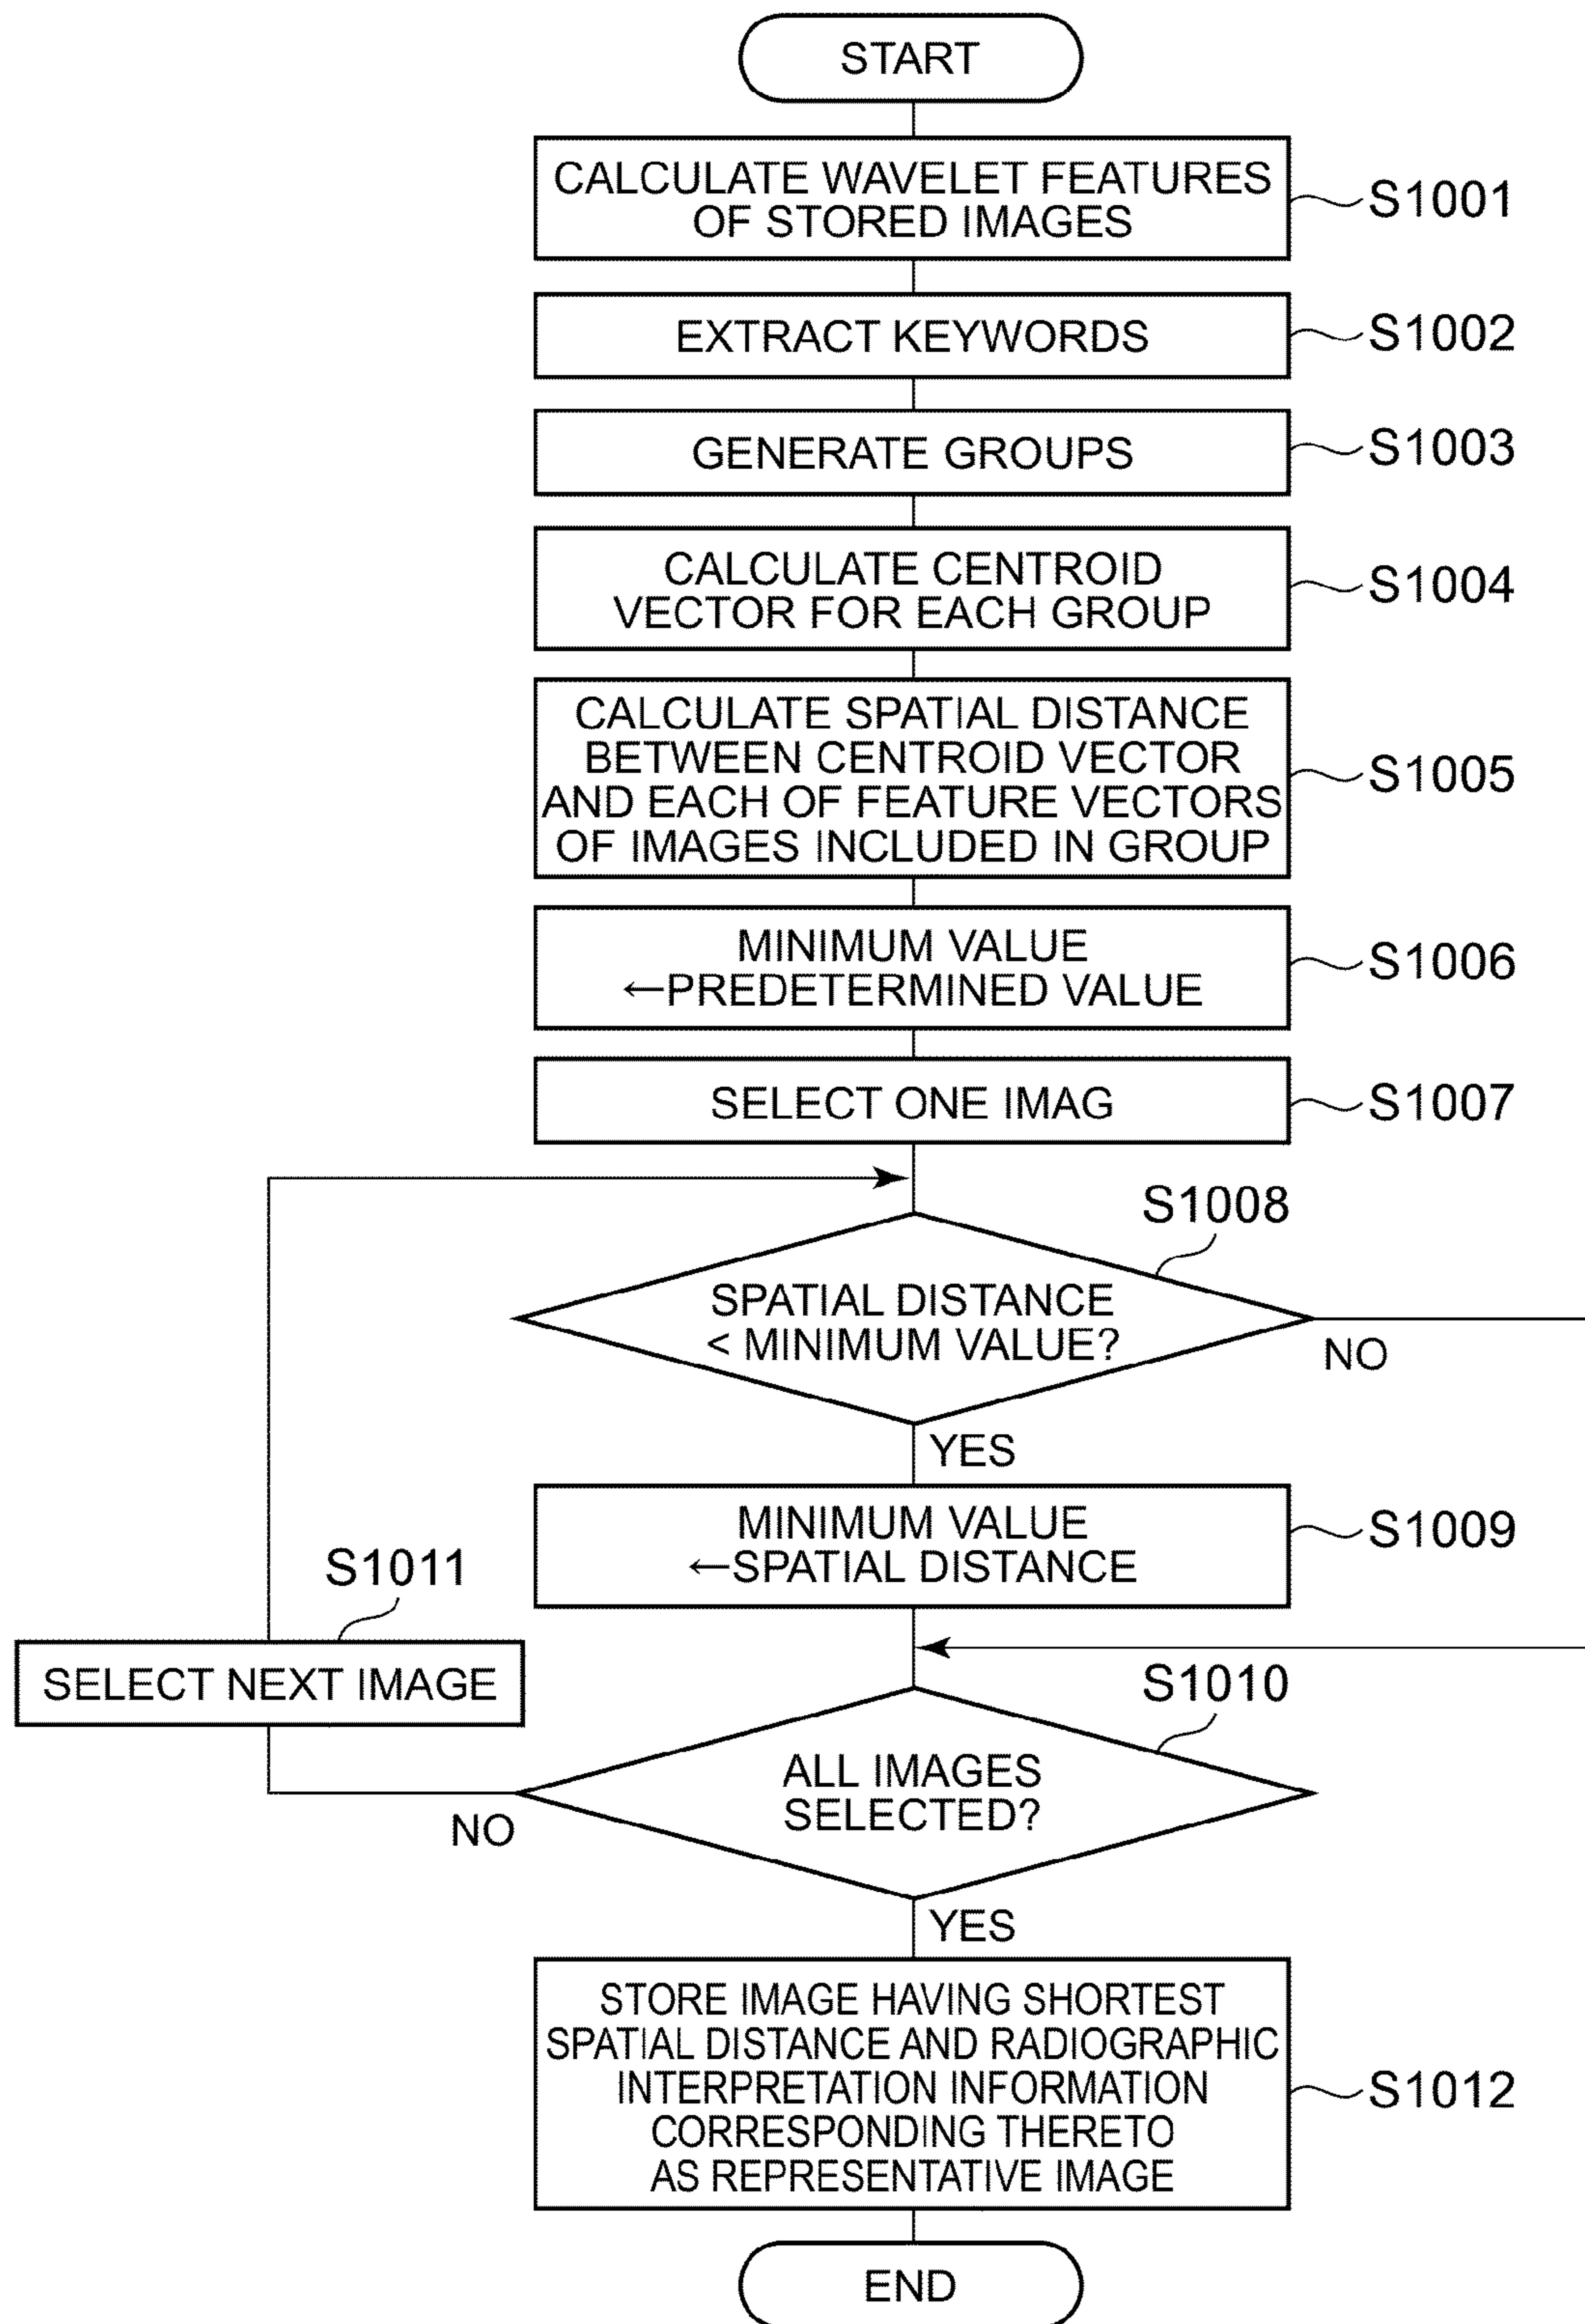 START
CALCULATE WAVELET FEATURES
OF STORED IMAGES
S1001
EXTRACT KEYWORDS
S1002
GENERATE GROUPS
S1003
CALCULATE CENTROID
VECTOR FOR EACH GROUP
S1004
CALCULATE SPATIAL DISTANCE
BETWEEN CENTROID VECTOR
AND EACH OF FEATURE VECTORS
OF IMAGES INCLUDED IN GROUP
S1005
MINIMUM VALUE
←PREDETERMINED VALUE
S1006
SELECT ONE IMAG
S1007
S1008
SPATIAL DISTANCE
< MINIMUM VALUE?
NO
YES
MINIMUM VALUE
←SPATIAL DISTANCE
S1009
S1011
SELECT NEXT IMAGE
S1010
ALL IMAGES
SELECTED?
NO
YES
STORE IMAGE HAVING SHORTEST
SPATIAL DISTANCE AND RADIOGRAPHIC
INTERPRETATION INFORMATION
CORRESPONDING THERETO
AS REPRESENTATIVE IMAGE
S1012
END